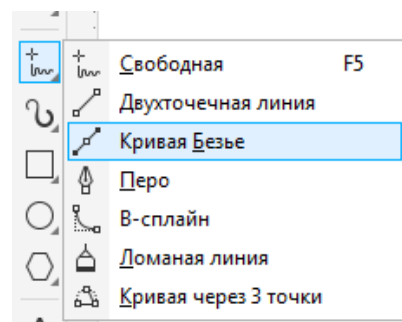 Свободная F5
Двухточечная линия
Кривая Безье
Перо
В-сплайн
Ломаная линия
Кривая через 3 точки